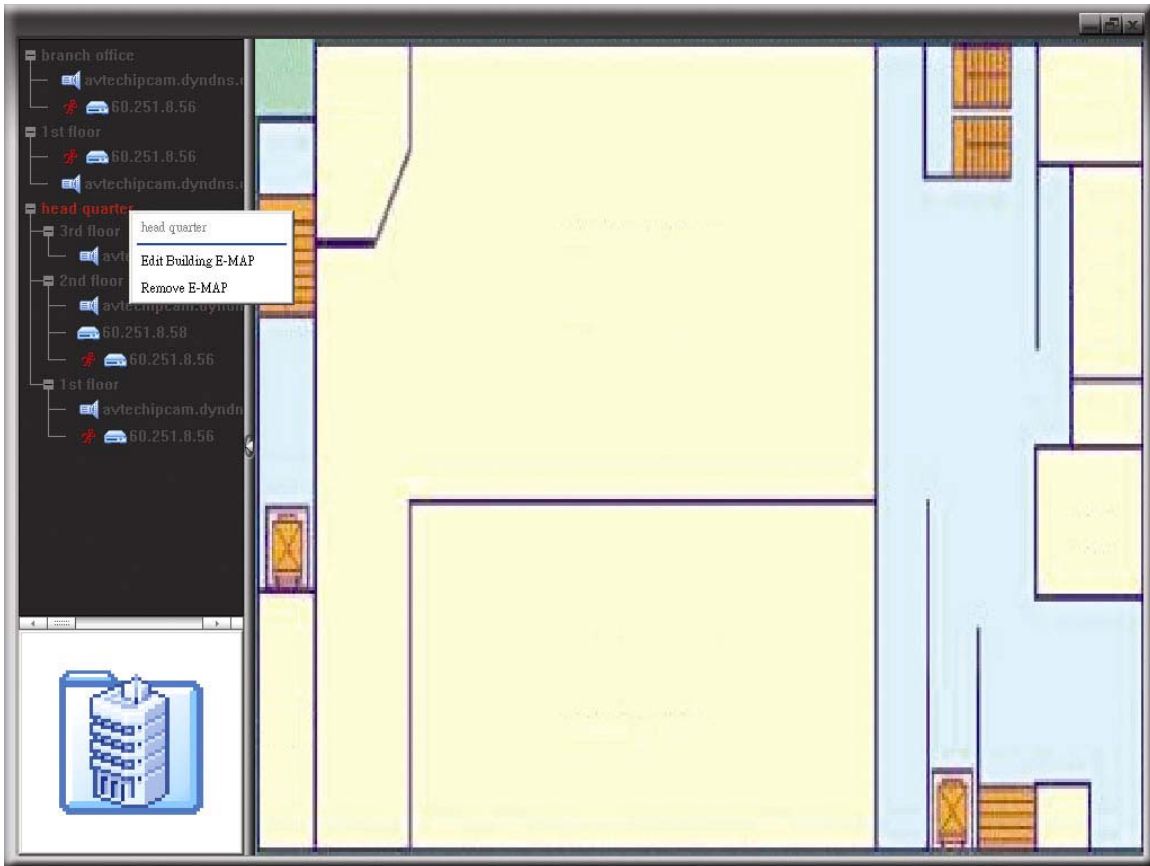 branch office
avtechipcam.dyndns.
60.251.8.56
1st floor
60.251.8.56
avtechipcam.dyndns.
head quarter
head quarter
Edit Building E-MAP
Remove E-MAP
3rd floor
avt
2nd floor
avtechipcam.dyndn
60.251.8.58
60.251.8.56
1st floor
avtechipcam.dyndn
60.251.8.56